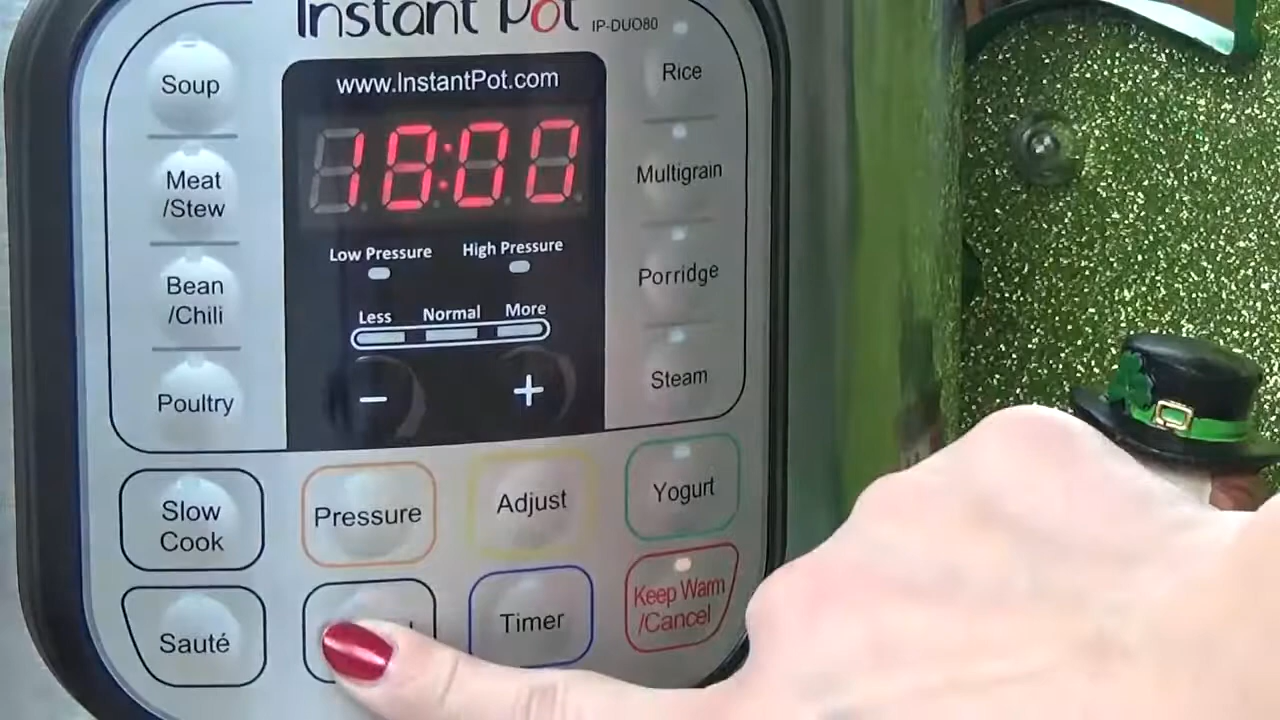 Instant Pot IP-DUO80
www.InstantPot.com
18:00
Low Pressure
High Pressure
Less
Normal
More
−
+
Soup
Meat
/Stew
Bean
/Chili
Poultry
Rice
Multigrain
Porridge
Steam
Slow
Cook
Pressure
Adjust
Yogurt
Sauté
Timer
Keep Warm
/Cancel